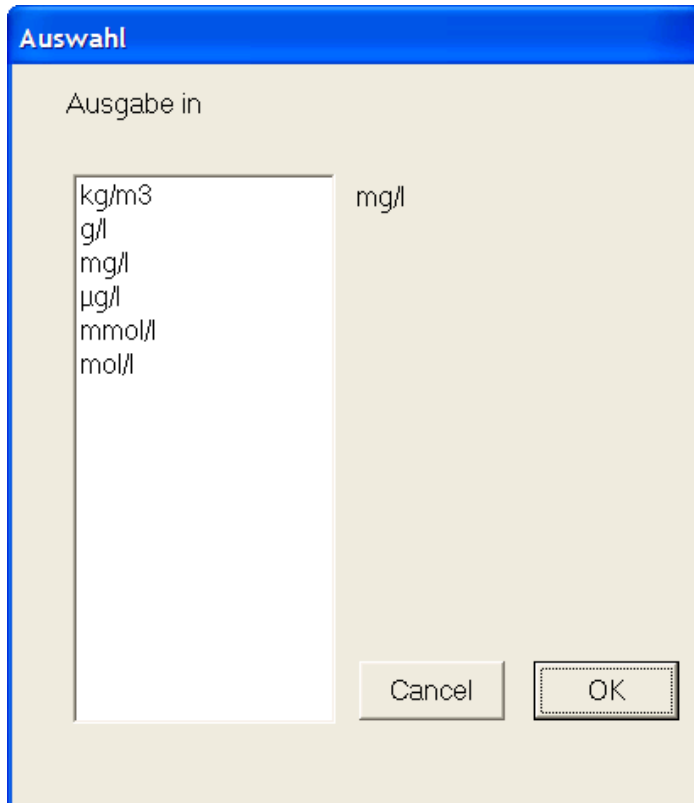 Auswahl
Ausgabe in
kg/m3
g/l
mg/l
µg/l
mmol/l
mol/l
mg/l
Cancel
OK